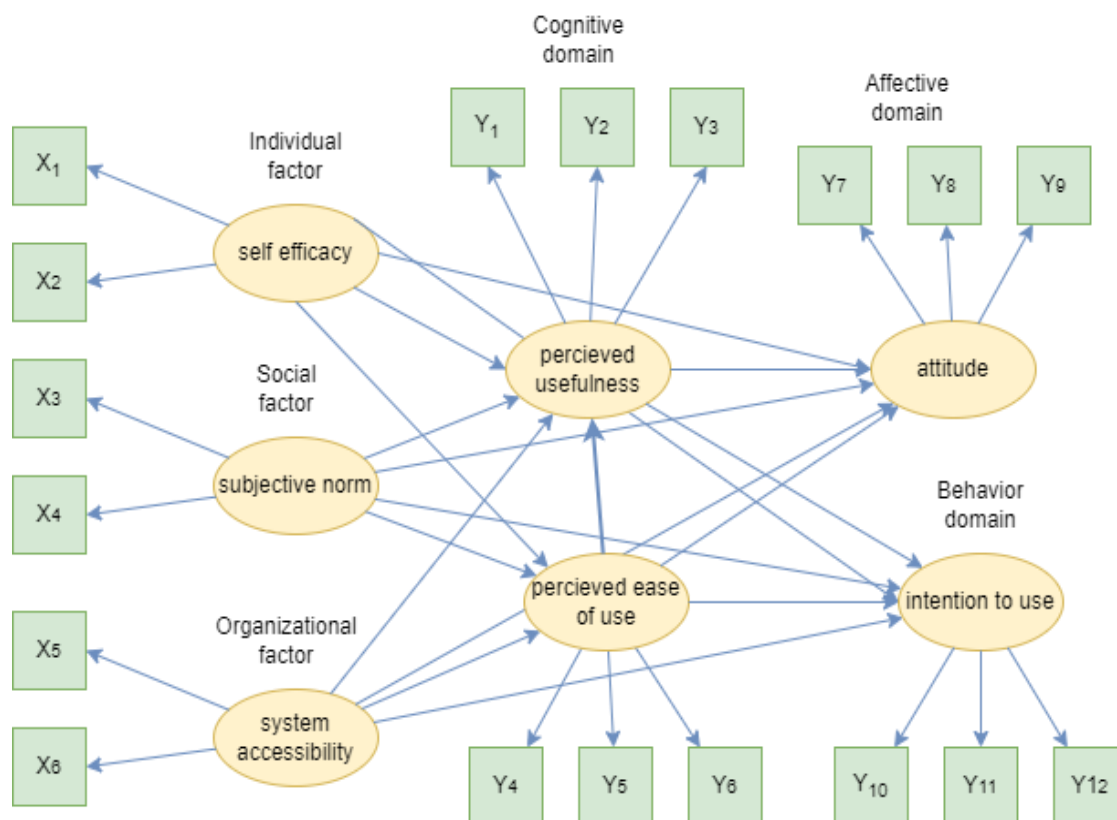 Cognitive
domain
Affective
domain
Y1
Y2
Y3
X1
Individual
factor
Y7
Y8
Y9
X2
self efficacy
percieved
usefulness
attitude
X3
Social
factor
X4
subjective norm
Behavior
domain
percieved ease
of use
intention to use
X5
Organizational
factor
X6
system
accessibility
Y4
Y5
Y6
Y10
Y11
Y12